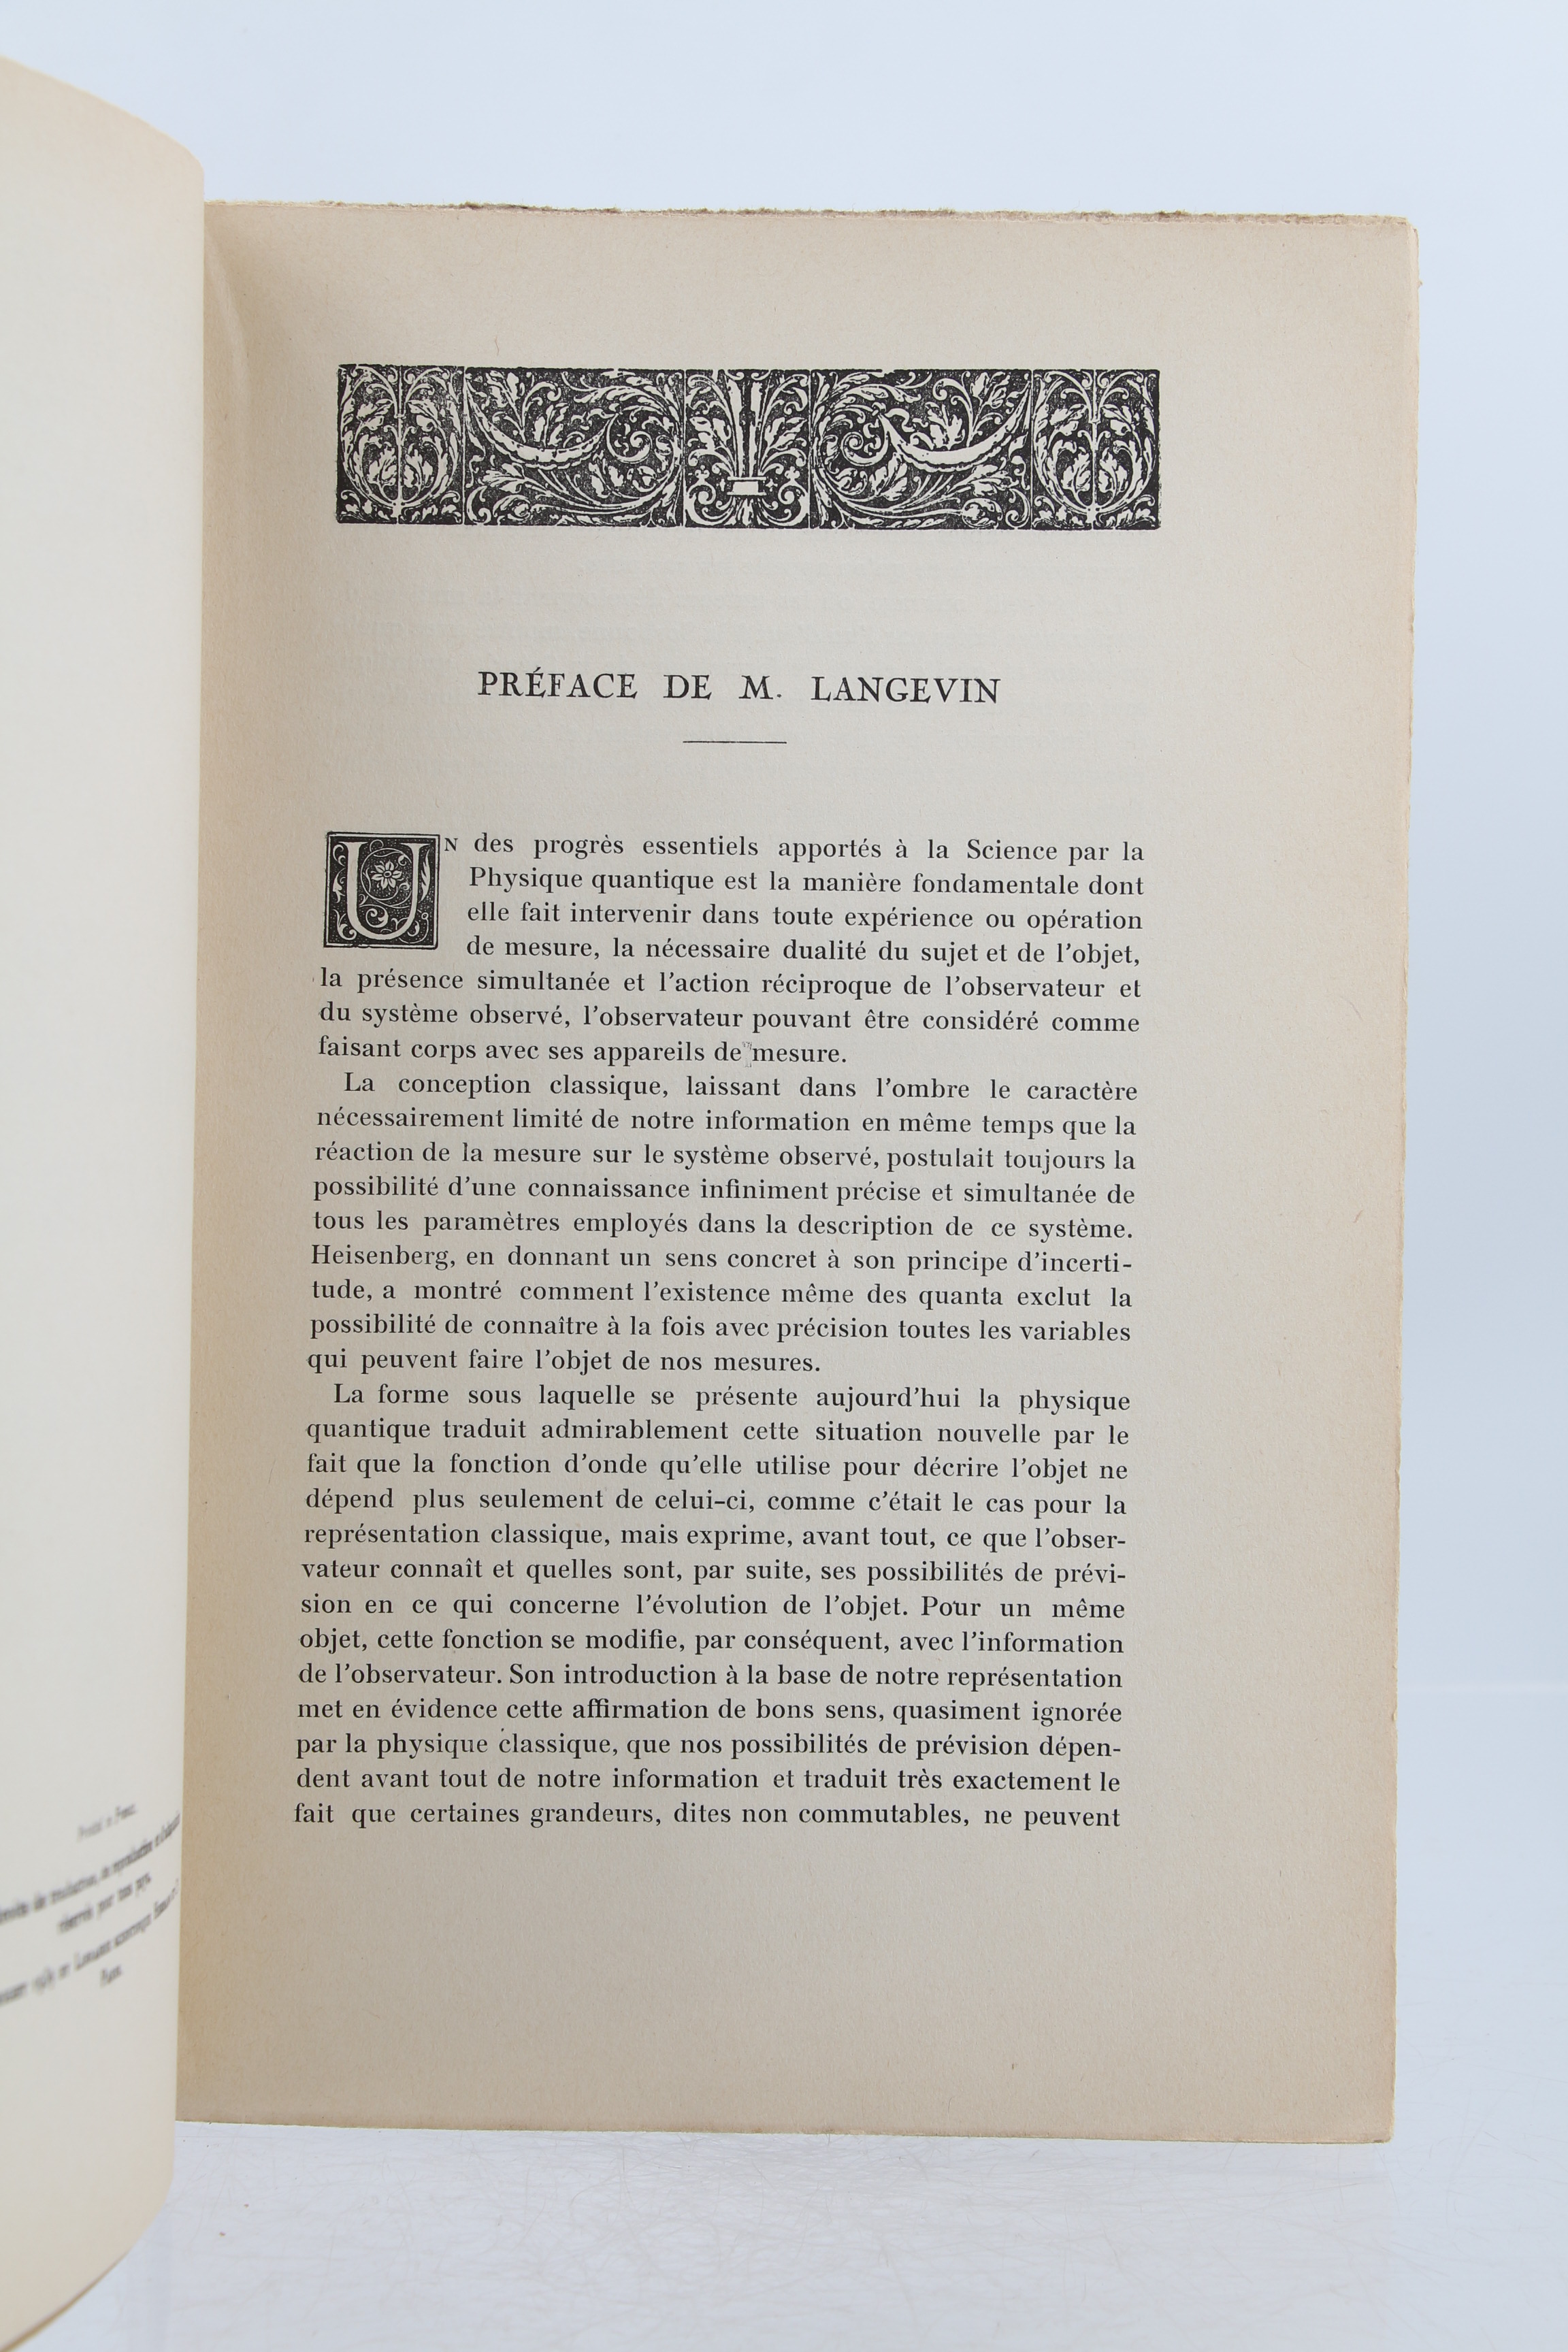 PRÉFACE DE M. LANGEVIN
UN des progrès essentiels apportés à la Science par la
Physique quantique est la manière fondamentale dont
elle fait intervenir dans toute expérience ou opération
de mesure, la nécessaire dualité du sujet et de l'objet,
la présence simultanée et l'action réciproque de l'observateur et
du système observé, l'observateur pouvant être considéré comme
faisant corps avec ses appareils de mesure.
La conception classique, laissant dans l'ombre le caractère
nécessairement limité de notre information en même temps que la
réaction de la mesure sur le système observé, postulait toujours la
possibilité d'une connaissance infiniment précise et simultanée de
tous les paramètres employés dans la description de ce système.
Heisenberg, en donnant un sens concret à son principe d'incerti-
tude, a montré comment l'existence même des quanta exclut la
possibilité de connaître à la fois avec précision toutes les variables
qui peuvent faire l'objet de nos mesures.
La forme sous laquelle se présente aujourd'hui la physique
quantique traduit admirablement cette situation nouvelle par le
fait que la fonction d'onde qu'elle utilise pour décrire l'objet ne
dépend plus seulement de celui-ci, comme c'était le cas pour la
représentation classique, mais exprime, avant tout, ce que l'obser-
vateur connaît et quelles sont, par suite, ses possibilités de prévi-
sion en ce qui concerne l'évolution de l'objet. Pour un même
objet, cette fonction se modifie, par conséquent, avec l'information
de l'observateur. Son introduction à la base de notre représentation
met en évidence cette affirmation de bons sens, quasiment ignorée
par la physique classique, que nos possibilités de prévision dépen-
dent avant tout de notre information et traduit très exactement le
fait que certaines grandeurs, dites non commutables, ne peuvent